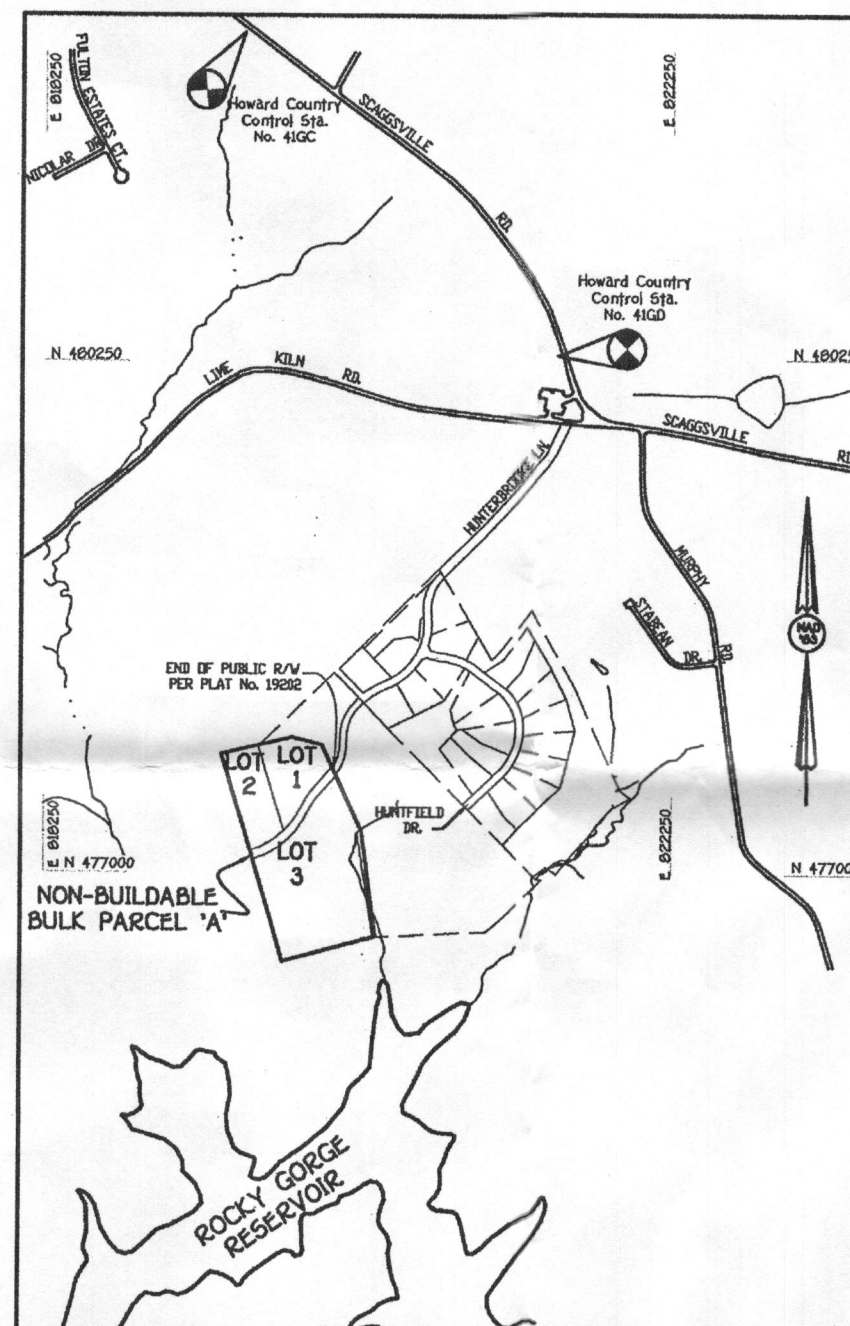 FULTON ESTATES CT.
NICOLAR DR.
E 818250
Howard Country
Control Sta.
No. 41GC
SCAGGSVILLE
RD.
E 822250
Howard Country
Control Sta.
No. 41GD
N 480250
N 48025
LIME KILN RD.
SCAGGSVILLE
RD
HUNTERBROOKE LN.
MURPHY
RD.
STABEAN
DR.
NAD
'83
END OF PUBLIC R/W
PER PLAT No. 19202
LOT
2
LOT
1
LOT
3
HUNTFIELD
DR.
E 818250
N 477000
E 822250
N 47700
NON-BUILDABLE
BULK PARCEL 'A'
ROCKY GORGE
RESERVOIR